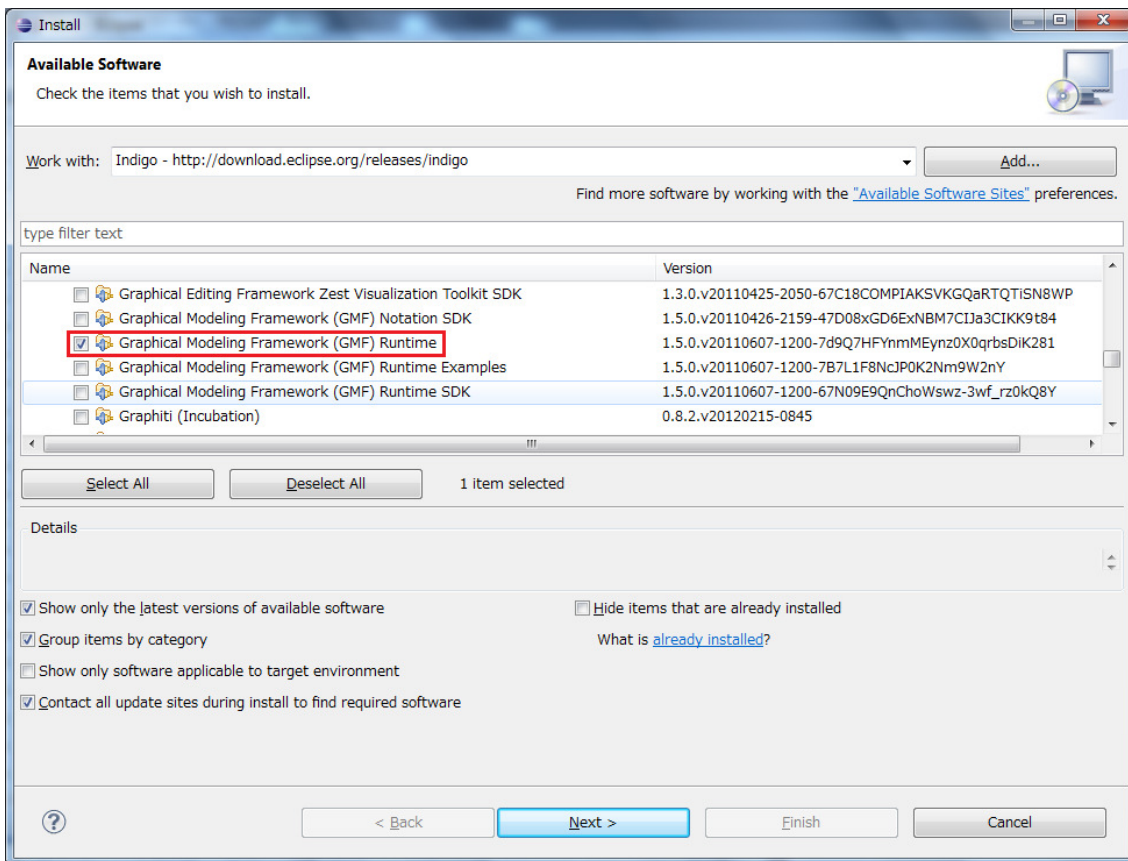 Install
Available Software
Check the items that you wish to install.
Work with: Indigo - http://download.eclipse.org/releases/indigo Add...
Find more software by working with the "Available Software Sites" preferences.
type filter text
Name Version
Graphical Editing Framework Zest Visualization Toolkit SDK 1.3.0.v20110425-2050-67C18COMPIAKSVKGQaRTQTiSN8WP
Graphical Modeling Framework (GMF) Notation SDK 1.5.0.v20110426-2159-47D08xGD6ExNBM7CIJa3CIKK9t84
Graphical Modeling Framework (GMF) Runtime 1.5.0.v20110607-1200-7d9Q7HFYnmMEynz0X0qrbsDiK281
Graphical Modeling Framework (GMF) Runtime Examples 1.5.0.v20110607-1200-7B7L1F8NcJP0K2Nm9W2nY
Graphical Modeling Framework (GMF) Runtime SDK 1.5.0.v20110607-1200-67N09E9QnChoWswz-3wf_rz0kQ8Y
Graphiti (Incubation) 0.8.2.v20120215-0845
Select All Deselect All 1 item selected
Details
Show only the latest versions of available software Hide items that are already installed
Group items by category What is already installed?
Show only software applicable to target environment
Contact all update sites during install to find required software
< Back Next > Finish Cancel